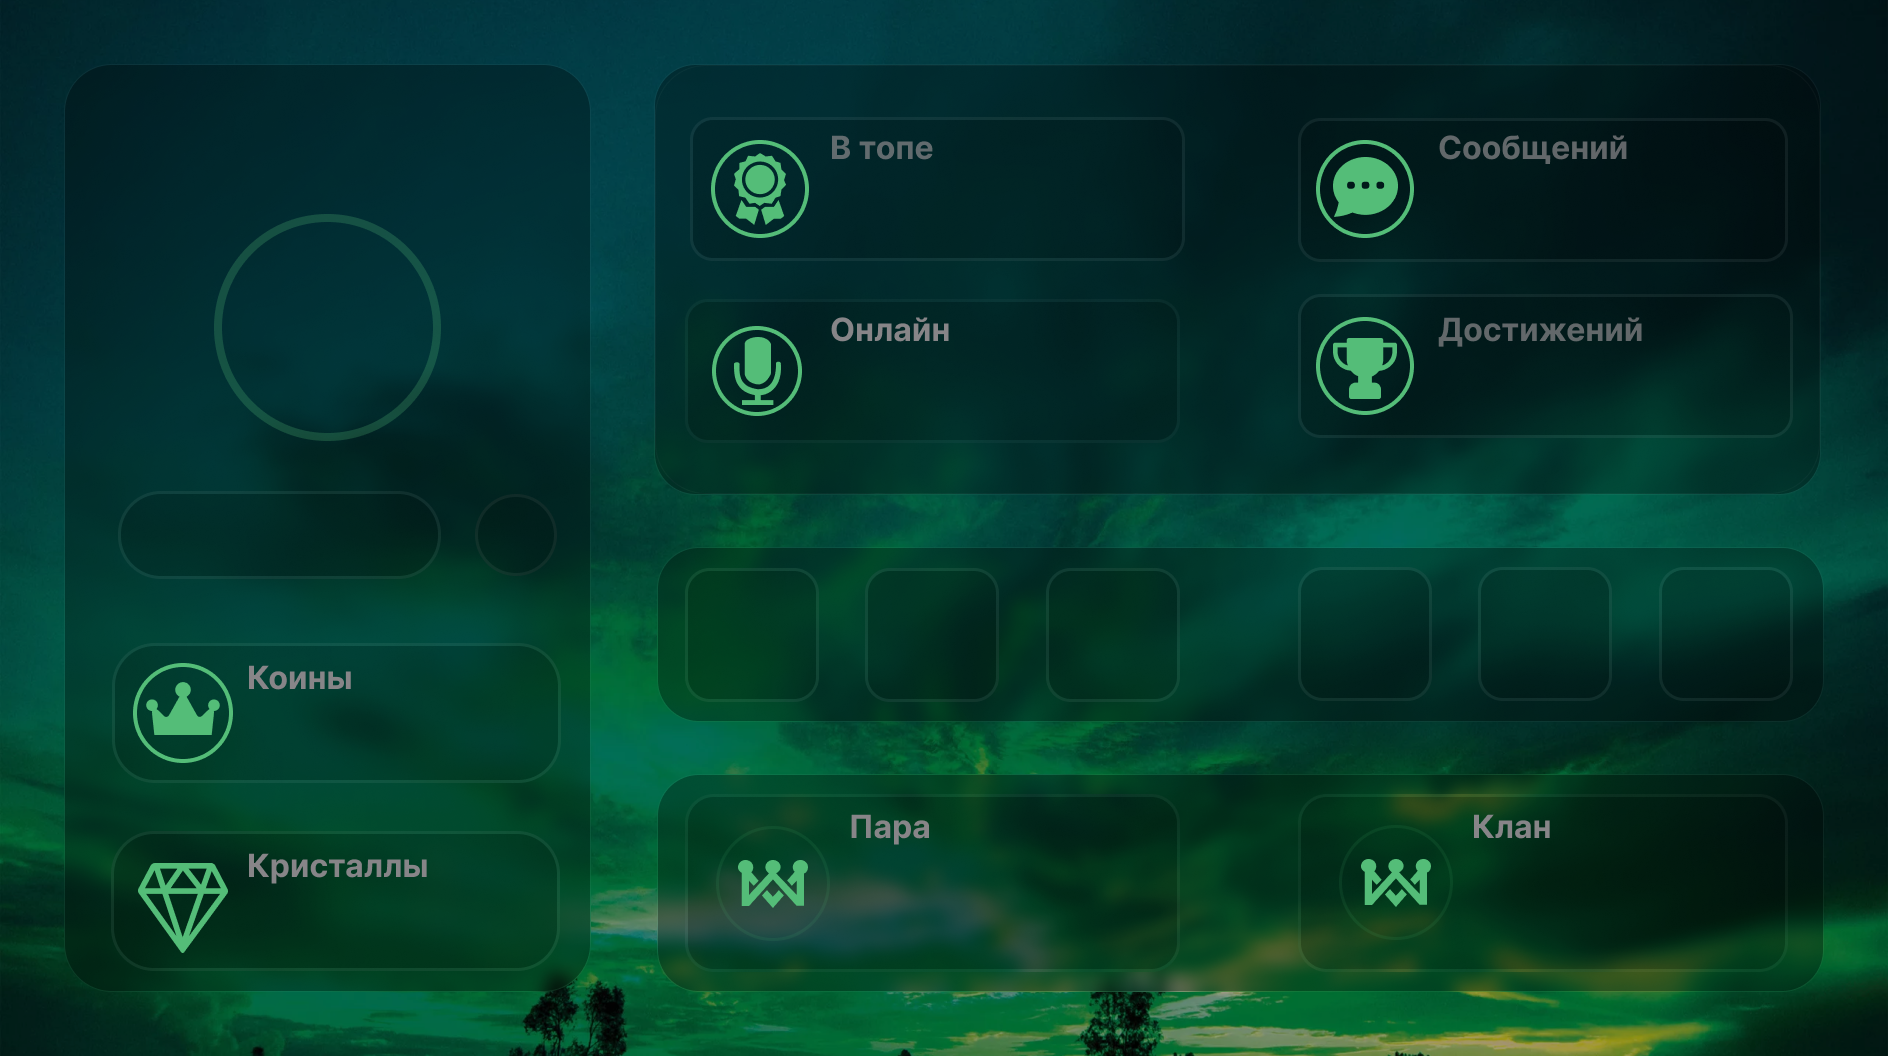 В топе
Сообщений
Онлайн
Достижений
Коины
Кристаллы
Пара
Клан